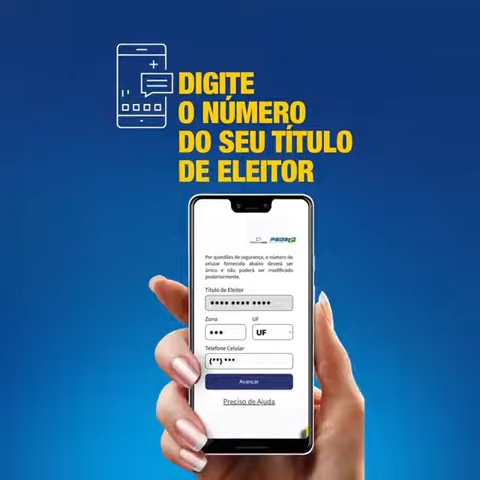 DIGITE
O NÚMERO
DO SEU TÍTULO
DE ELEITOR
Por questões de segurança, o número de
celular fornecido abaixo deverá ser
único e não poderá ser modificado
posteriormente.
Título de Eleitor
•••• •••• ••••
Zona UF
••• UF
Telefone Celular
(**) ***
Avançar
Preciso de Ajuda